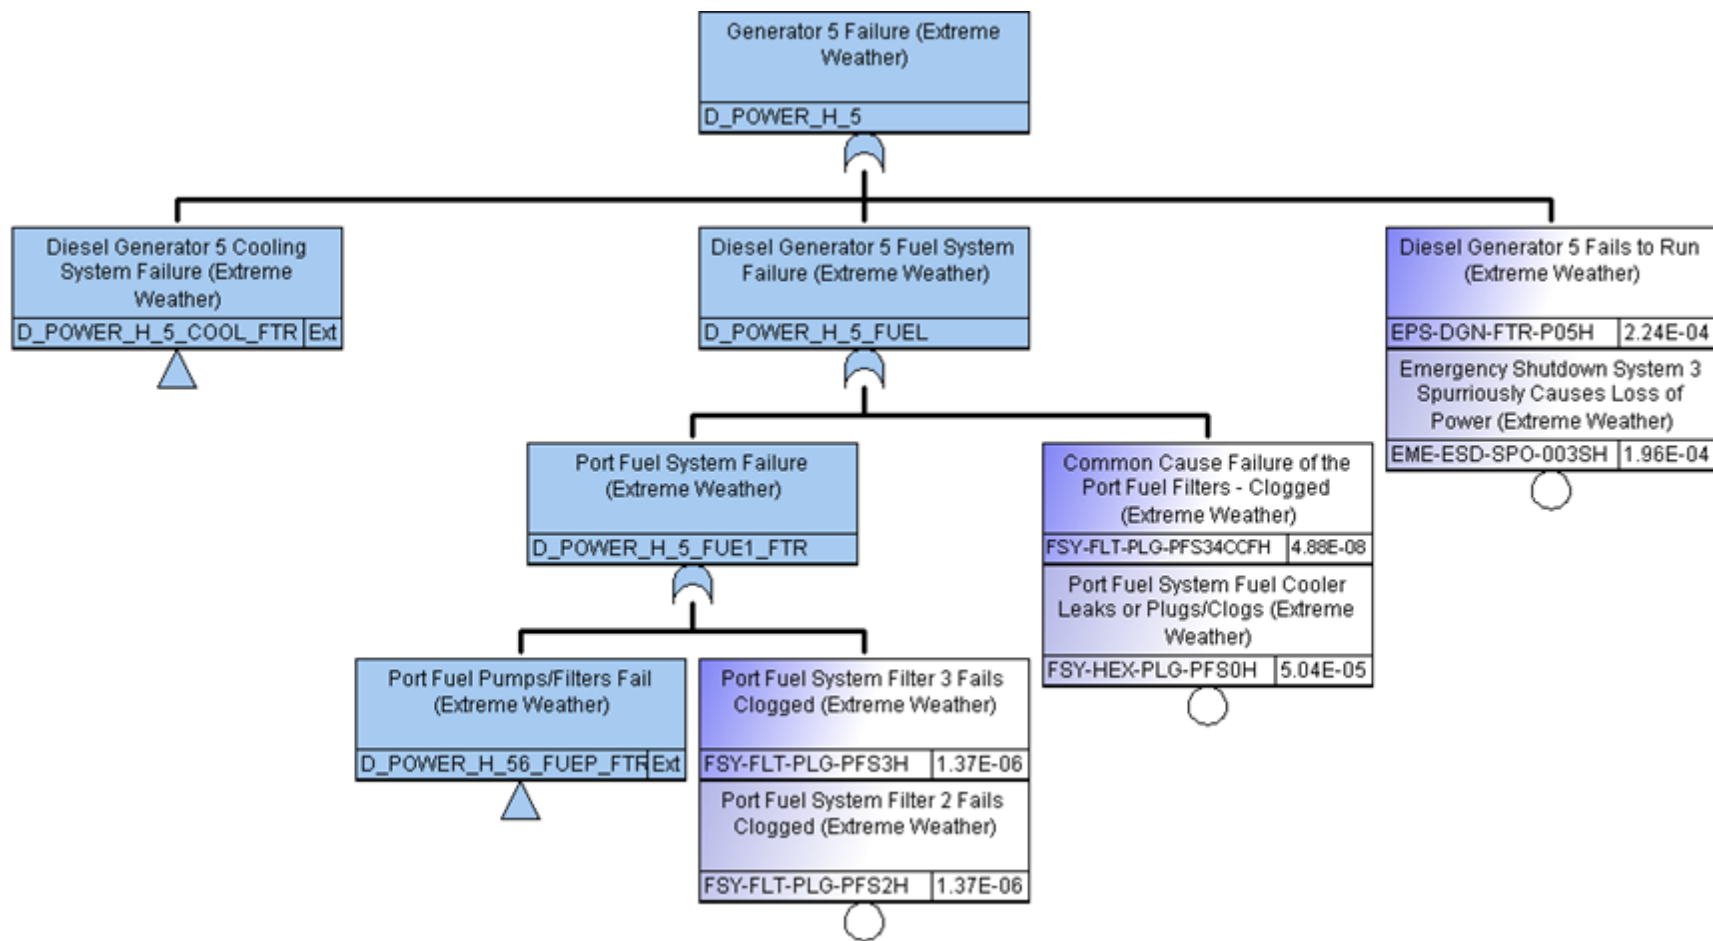 Generator 5 Failure (Extreme
Weather)
D_POWER_H_5
Diesel Generator 5 Cooling
System Failure (Extreme
Weather)
D_POWER_H_5_COOL_FTR Ext
Diesel Generator 5 Fuel System
Failure (Extreme Weather)
D_POWER_H_5_FUEL
Diesel Generator 5 Fails to Run
(Extreme Weather)
EPS-DGN-FTR-P05H 2.24E-04
Emergency Shutdown System 3
Spurriously Causes Loss of
Power (Extreme Weather)
EME-ESD-SPO-003SH 1.96E-04
Port Fuel System Failure
(Extreme Weather)
D_POWER_H_5_FUE1_FTR
Common Cause Failure of the
Port Fuel Filters - Clogged
(Extreme Weather)
FSY-FLT-PLG-PFS34CCFH 4.88E-08
Port Fuel System Fuel Cooler
Leaks or Plugs/Clogs (Extreme
Weather)
FSY-HEX-PLG-PFS0H 5.04E-05
Port Fuel Pumps/Filters Fail
(Extreme Weather)
D_POWER_H_56_FUEP_FTR Ext
Port Fuel System Filter 3 Fails
Clogged (Extreme Weather)
FSY-FLT-PLG-PFS3H 1.37E-06
Port Fuel System Filter 2 Fails
Clogged (Extreme Weather)
FSY-FLT-PLG-PFS2H 1.37E-06